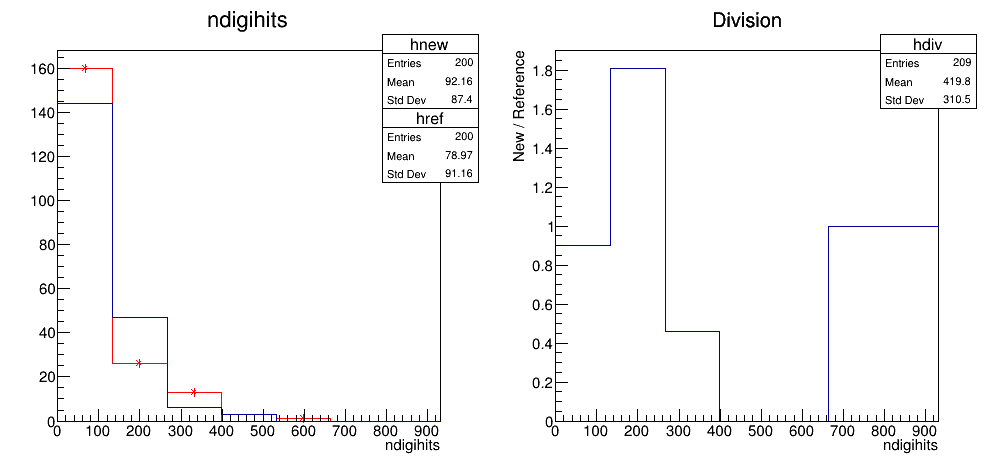 ndigihits
hnew
Entries 200
Mean 92.16
Std Dev 87.4
href
Entries 200
Mean 78.97
Std Dev 91.16
160
140
120
100
80
60
40
20
0
0 100 200 300 400 500 600 700 800 900
ndigihits
Division
hdiv
Entries 209
Mean 419.8
Std Dev 310.5
New / Reference
1.8
1.6
1.4
1.2
1
0.8
0.6
0.4
0.2
0
0 100 200 300 400 500 600 700 800 900
ndigihits